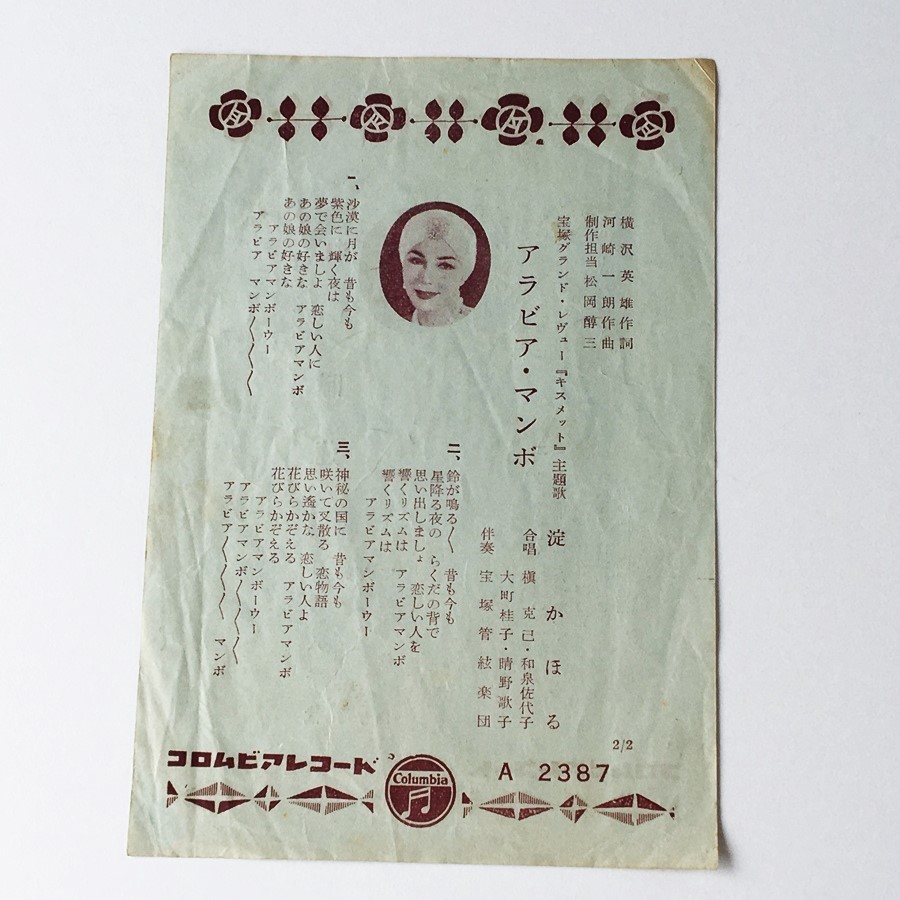 横沢英雄作詞
河崎一朗作曲
制作担当 松岡醇三
宝塚グランド・レヴュー『キスメット』主題歌
アラビア・マンボ
淀かほる
合唱 槇克己・和泉佐代子
大町桂子・晴野歌子
伴奏 宝塚管絃楽団
一、沙漠に月が 昔も今も
紫色に 輝く夜は
夢で会いましよ 恋しい人に
あの娘の好きな アラビアマンボ
あの娘の好きな
アラビアマンボーウー
アラビア マンボ〱〱〱
二、鈴が鳴る〱 昔も今も
星降る夜の らくだの背で
思い出しましょ 恋しい人を
響くリズムは アラビアマンボ
響くリズムは
アラビアマンボーウー
三、神秘の国に 昔も今も
咲いて又散る 恋物語
思い遙かな 恋しい人よ
花びらかぞえる アラビアマンボ
花びらかぞえる
アラビアマンボーウー
アラビアマンボ〱〱〱
アラビア〱〱 マンボ
2/2
コロムビアレコード
Columbia
A 2387